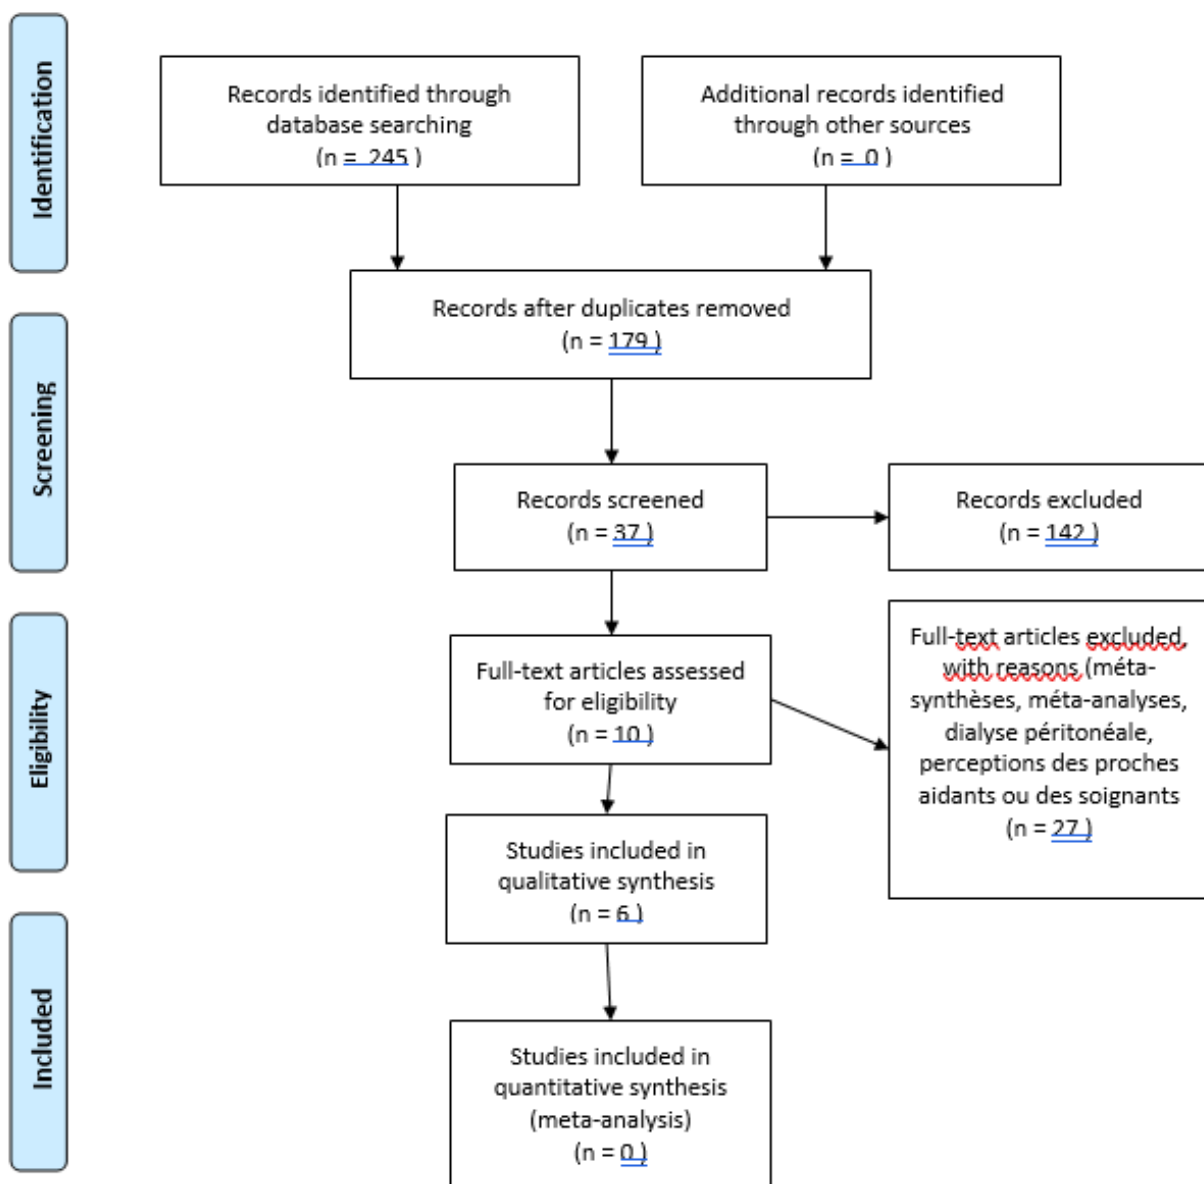 Identification
Records identified through
database searching
(n = 245 )
Additional records identified
through other sources
(n = 0 )
Records after duplicates removed
(n = 179 )
Screening
Records screened
(n = 37 )
Records excluded
(n = 142 )
Eligibility
Full-text articles assessed
for eligibility
(n = 10 )
Full-text articles excluded,
with reasons (méta-
synthèses, méta-analyses,
dialyse péritonéale,
perceptions des proches
aidants ou des soignants
(n = 27 )
Studies included in
qualitative synthesis
(n = 6 )
Included
Studies included in
quantitative synthesis
(meta-analysis)
(n = 0 )